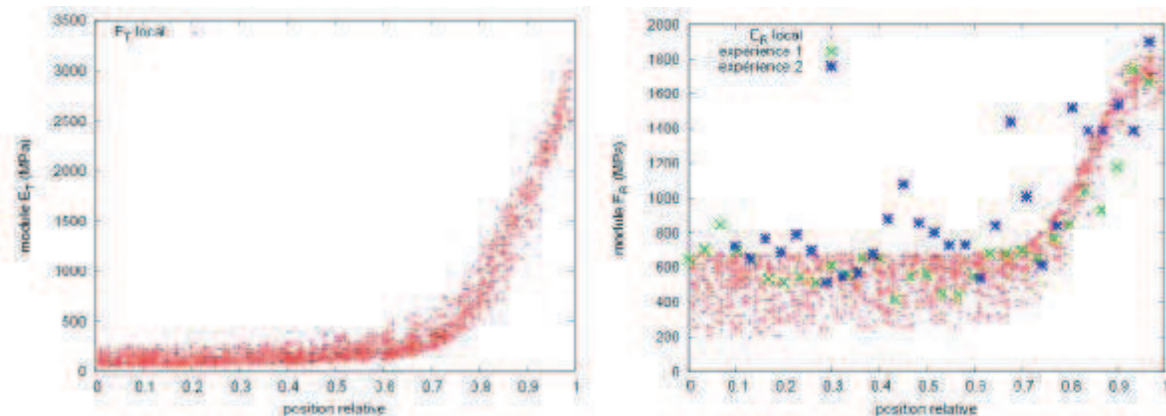 3500
3000
2500
2000
1500
1000
500
0
E_T local
module E_T (MPa)
0 0.1 0.2 0.3 0.4 0.5 0.6 0.7 0.8 0.9 1
position relative
2000
1800
1600
1400
1200
1000
800
600
400
200
0
E_R local
expérience 1
expérience 2
module E_R (MPa)
0 0.1 0.2 0.3 0.4 0.5 0.6 0.7 0.8 0.9 1
position relative